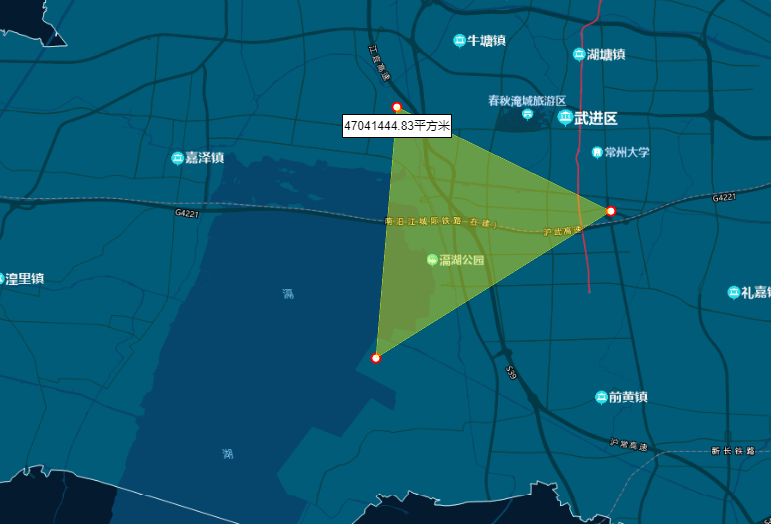 牛塘镇
湖塘镇
江宜高速
春秋淹城旅游区
武进区
47041444.83平方米
常州大学
嘉泽镇
G4221
G4221
南沿江城际铁路(在建)
沪武高速
滆湖公园
湟里镇
滆
礼嘉镇
S39
前黄镇
沪常高速
新长铁路
湖